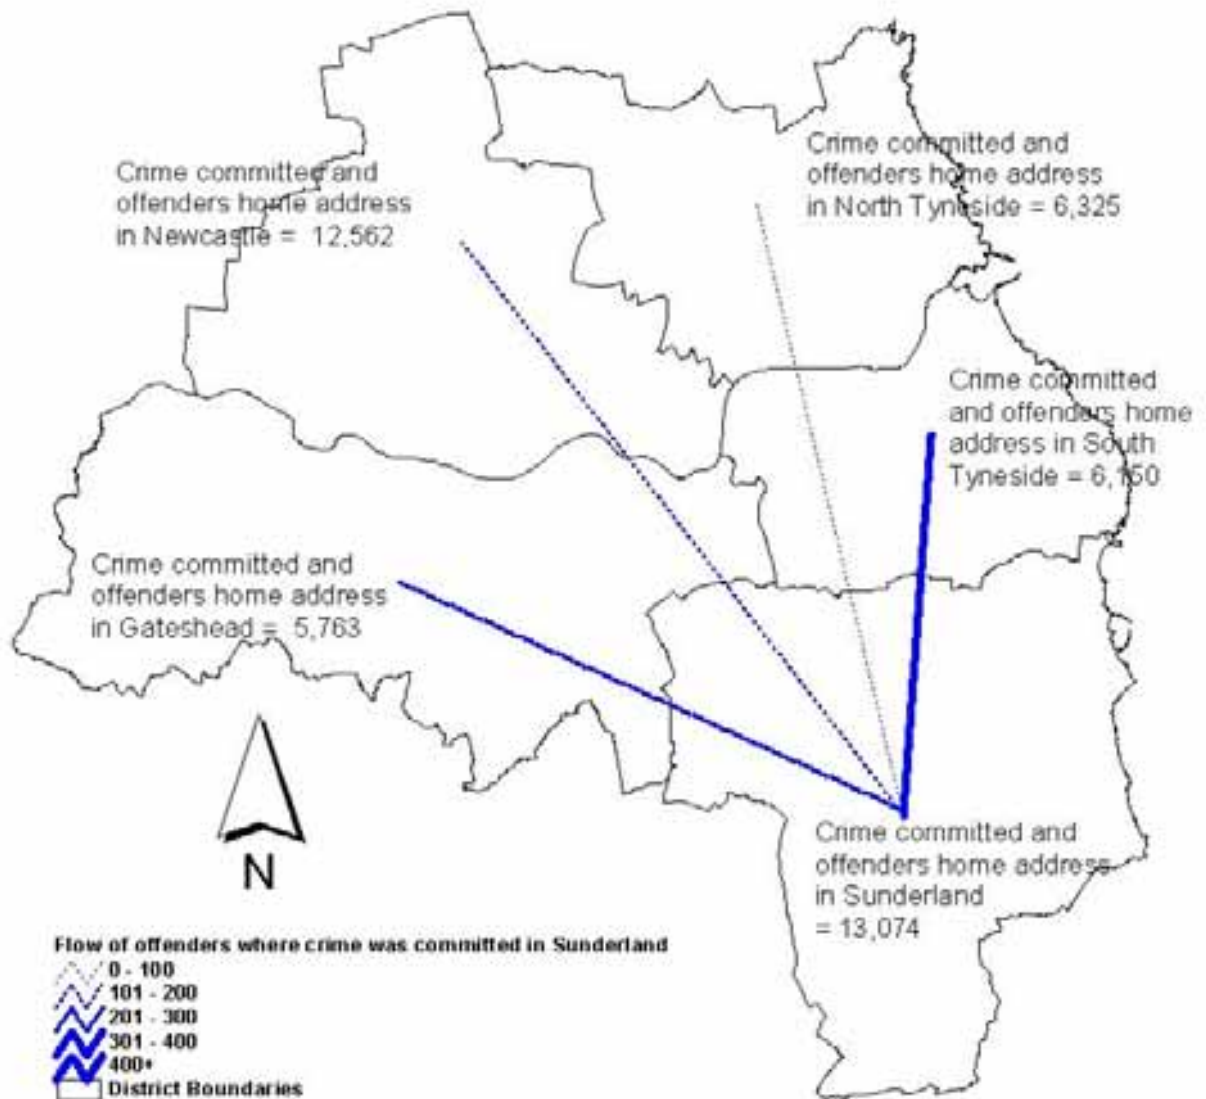 Crime committed and
offenders home address
in Newcastle = 12,562
Crime committed and
offenders home address
in North Tyneside = 6,325
Crime committed
and offenders home
address in South
Tyneside = 6,150
Crime committed and
offenders home address
in Gateshead = 5,763
N
Crime committed and
offenders home address
in Sunderland
= 13,074
Flow of offenders where crime was committed in Sunderland
0 - 100
101 - 200
201 - 300
301 - 400
400+
District Boundaries